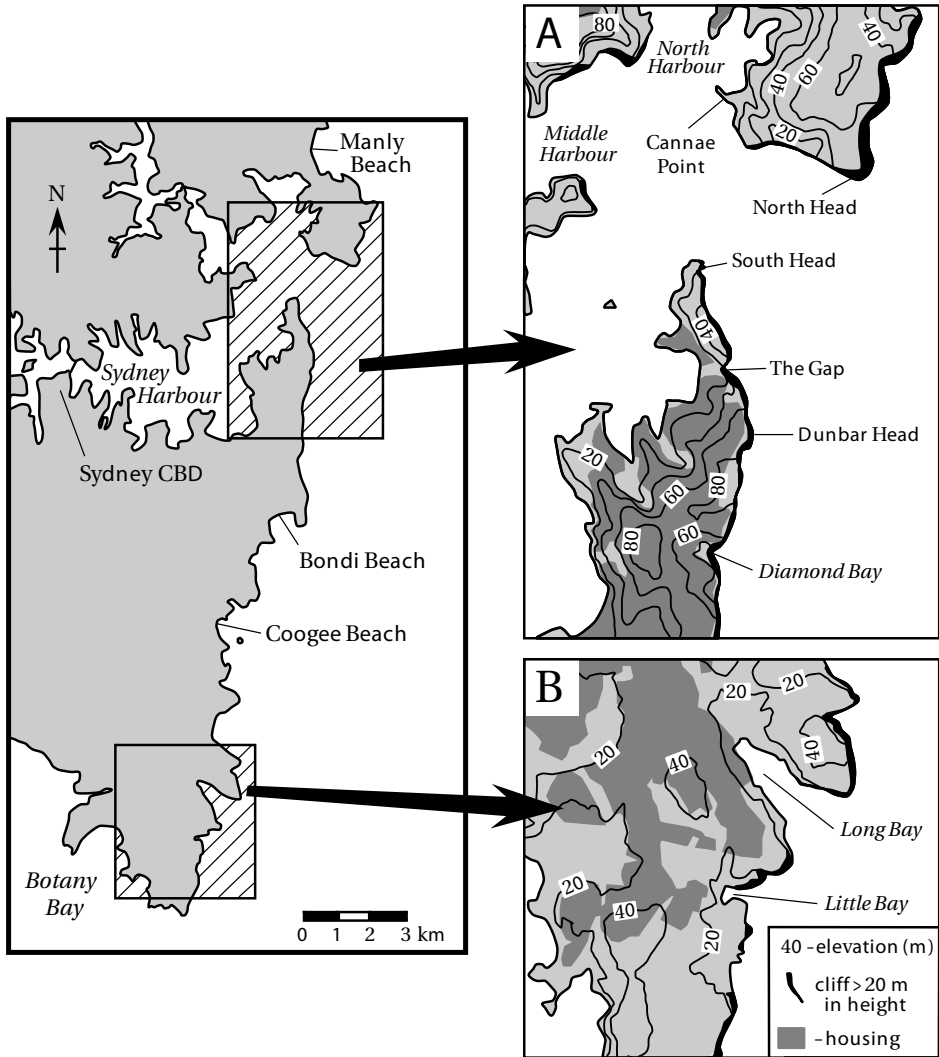 Manly
Beach
N
Sydney
Harbour
Sydney CBD
Bondi Beach
Coogee Beach
Botany
Bay
0 1 2 3 km
A
80
North
Harbour
40
40
60
20
Middle
Harbour
Cannae
Point
North Head
South Head
40
The Gap
Dunbar Head
20
60
80
80
60
Diamond Bay
B
20
20
20
40
40
Long Bay
20
40
20
Little Bay
40 - elevation (m)
cliff > 20 m
in height
- housing